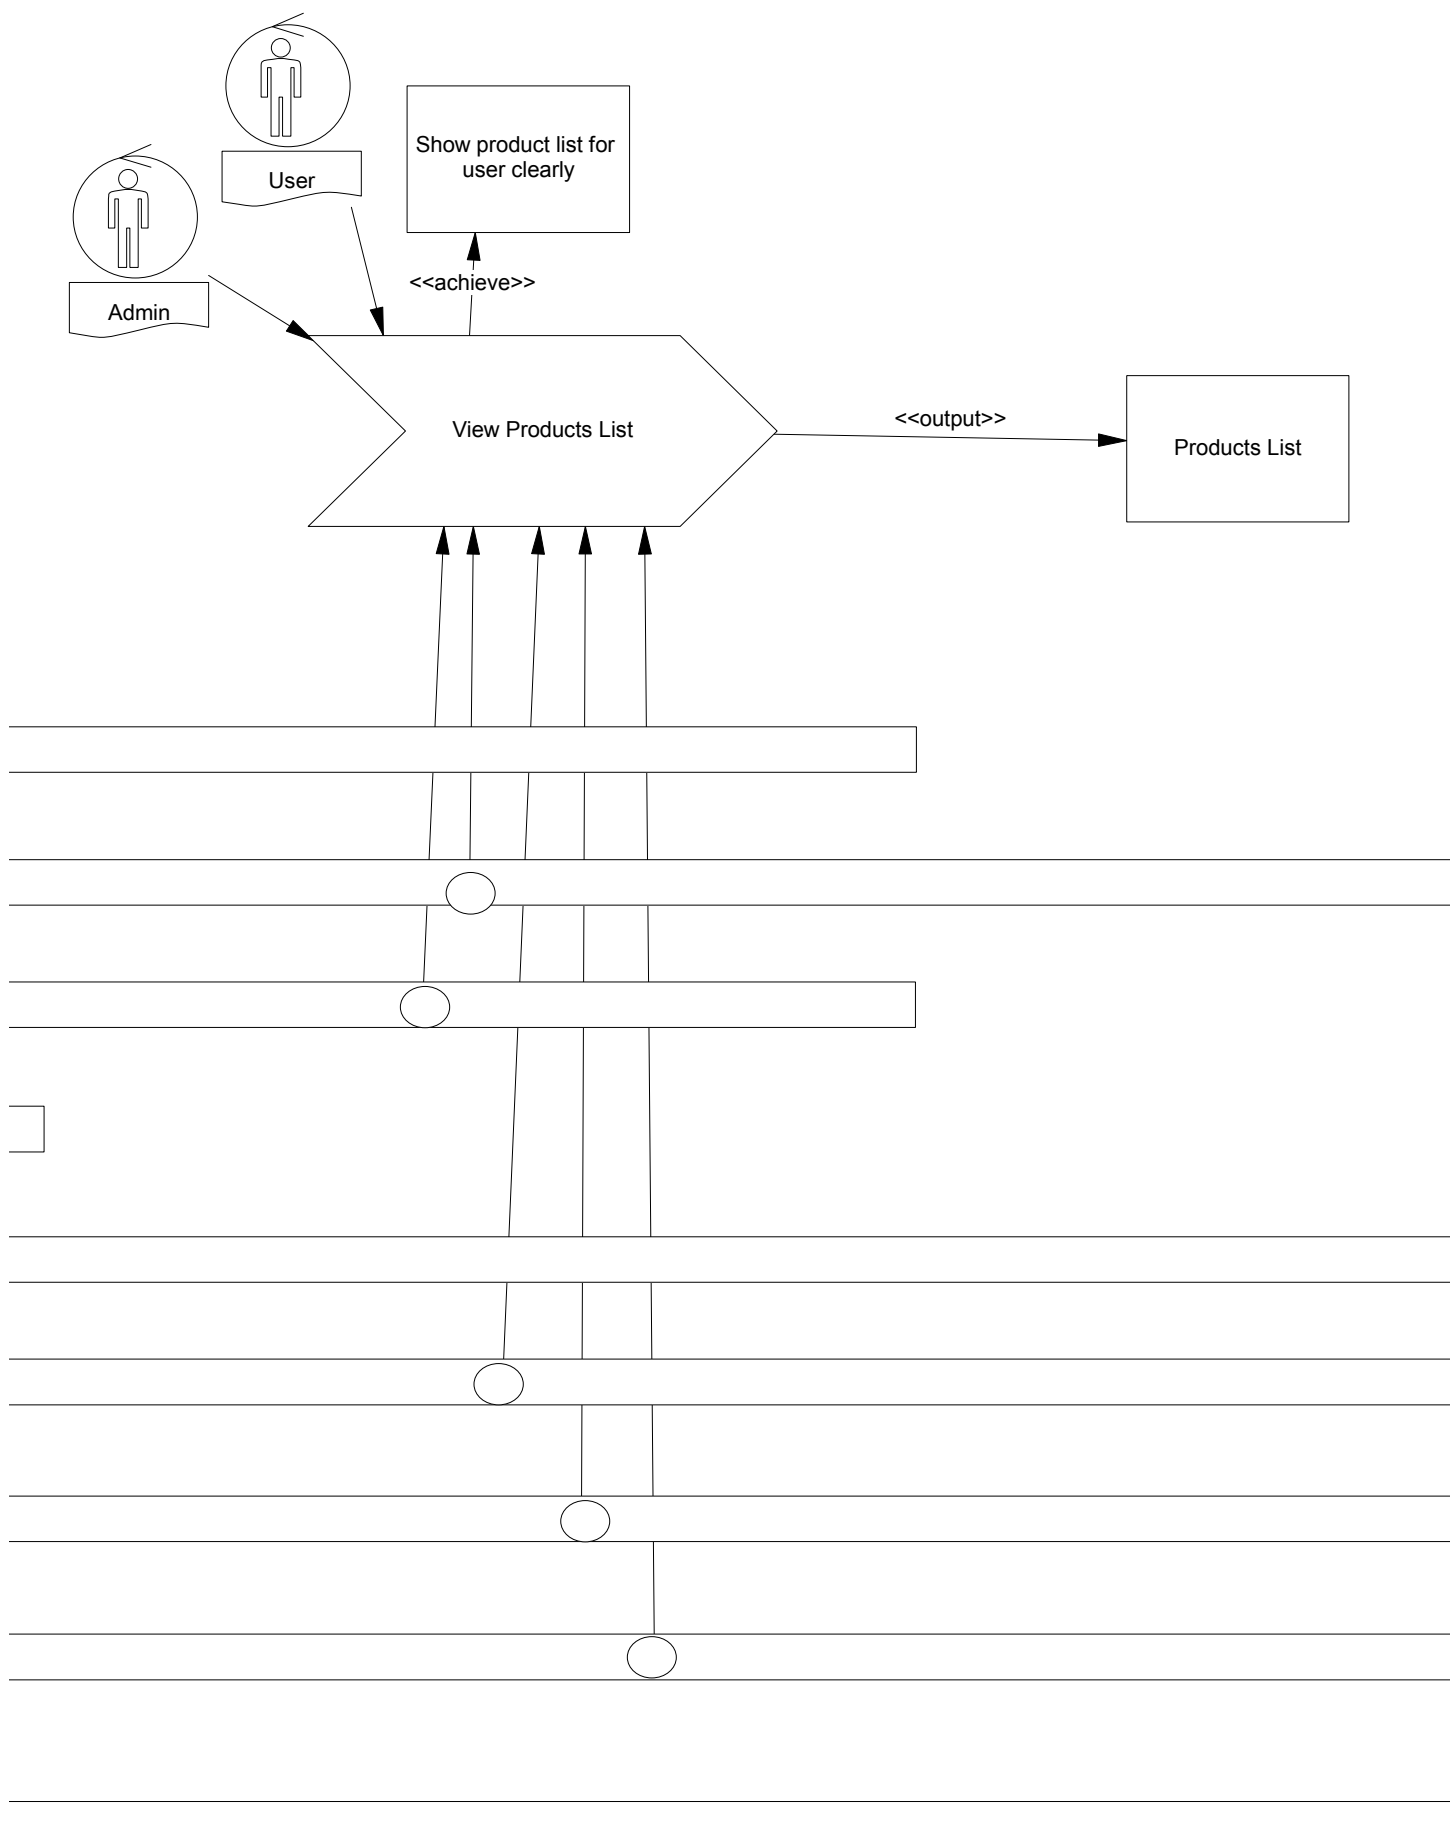 Show product list for
user clearly
User
<<achieve>>
Admin
View Products List
<<output>>
Products List